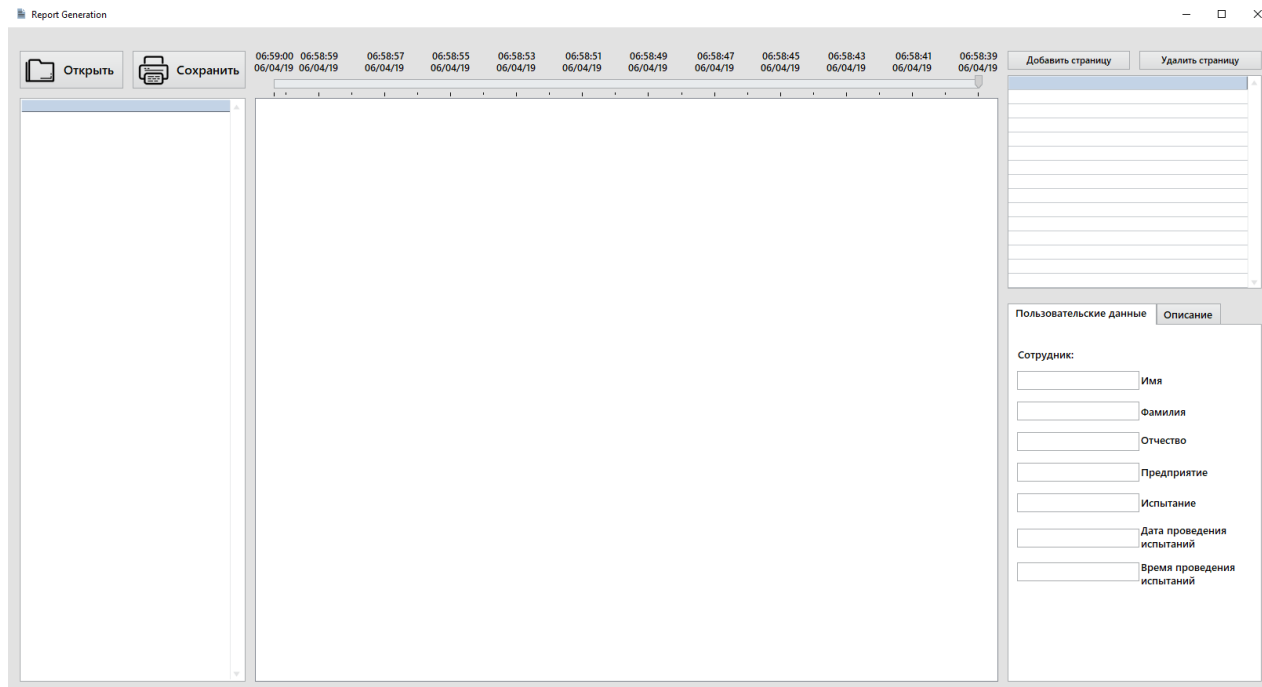 Report Generation
Открыть
Сохранить
06:59:00 06:58:59 06:58:57 06:58:55 06:58:53 06:58:51 06:58:49 06:58:47 06:58:45 06:58:43 06:58:41 06:58:39
06/04/19 06/04/19 06/04/19 06/04/19 06/04/19 06/04/19 06/04/19 06/04/19 06/04/19 06/04/19 06/04/19 06/04/19
Добавить страницу
Удалить страницу
Пользовательские данные
Описание
Сотрудник:
Имя
Фамилия
Отчество
Предприятие
Испытание
Дата проведения
испытаний
Время проведения
испытаний